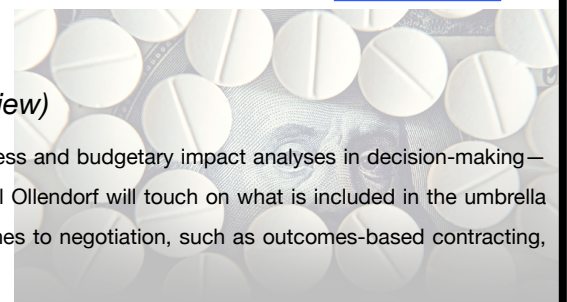 iew)
ess and budgetary impact analyses in decision-making—
l Ollendorf will touch on what is included in the umbrella
nes to negotiation, such as outcomes-based contracting,